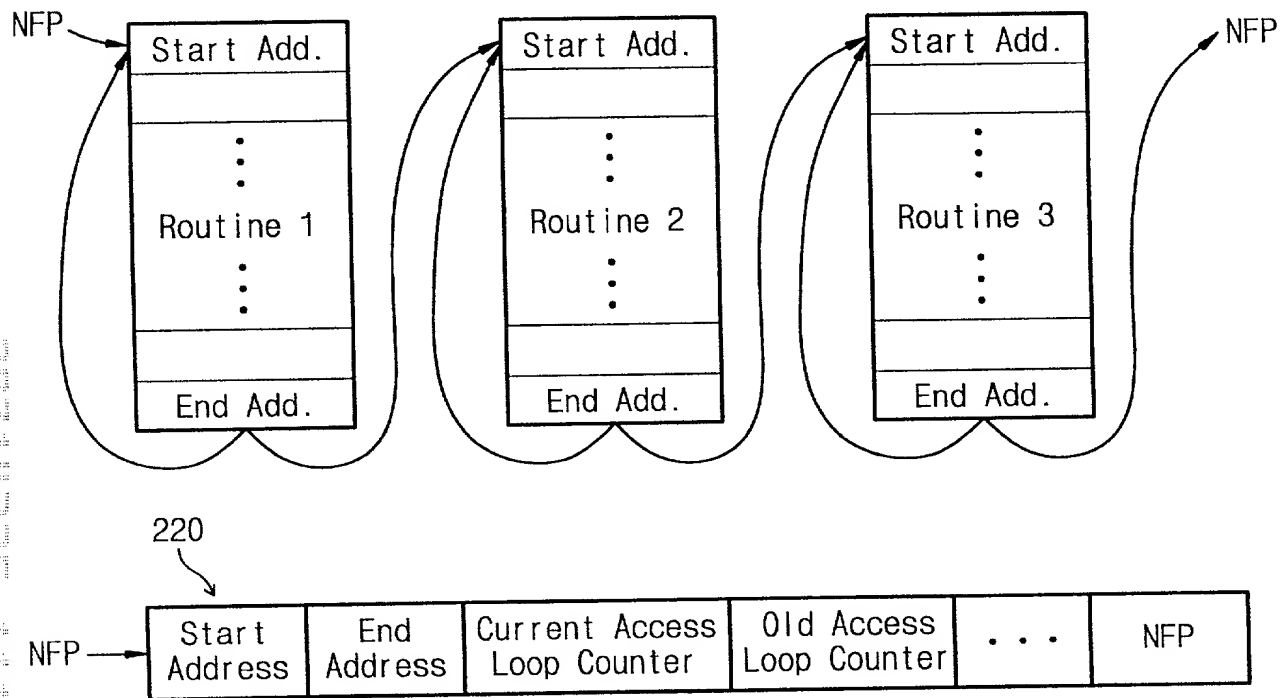 NFP
Start Add.
Routine 1
End Add.
Start Add.
Routine 2
End Add.
Start Add.
Routine 3
End Add.
NFP
220
NFP
Start
Address
End
Address
Current Access
Loop Counter
Old Access
Loop Counter
. . .
NFP